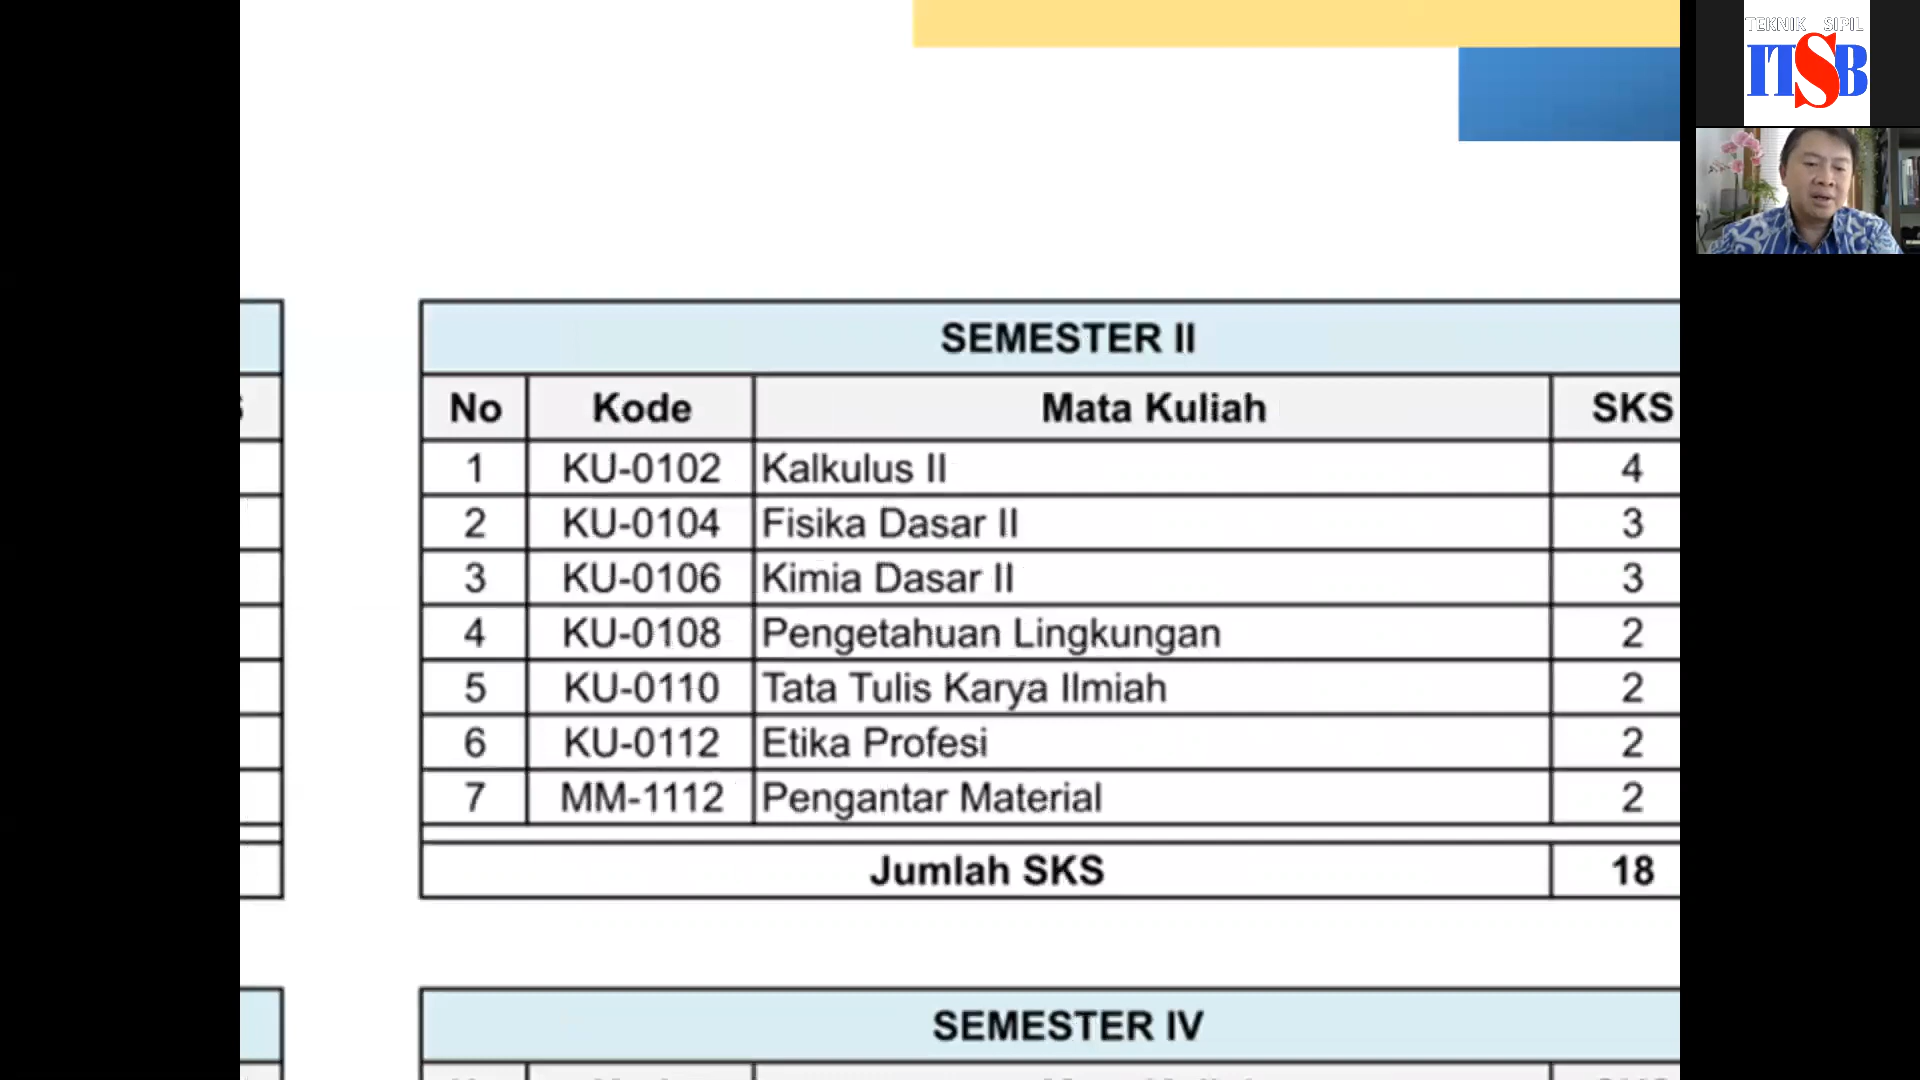 TEKNIK SIPIL
ITSB
SEMESTER II
No Kode Mata Kuliah SKS
1 KU-0102 Kalkulus II 4
2 KU-0104 Fisika Dasar II 3
3 KU-0106 Kimia Dasar II 3
4 KU-0108 Pengetahuan Lingkungan 2
5 KU-0110 Tata Tulis Karya Ilmiah 2
6 KU-0112 Etika Profesi 2
7 MM-1112 Pengantar Material 2
Jumlah SKS 18
SEMESTER IV